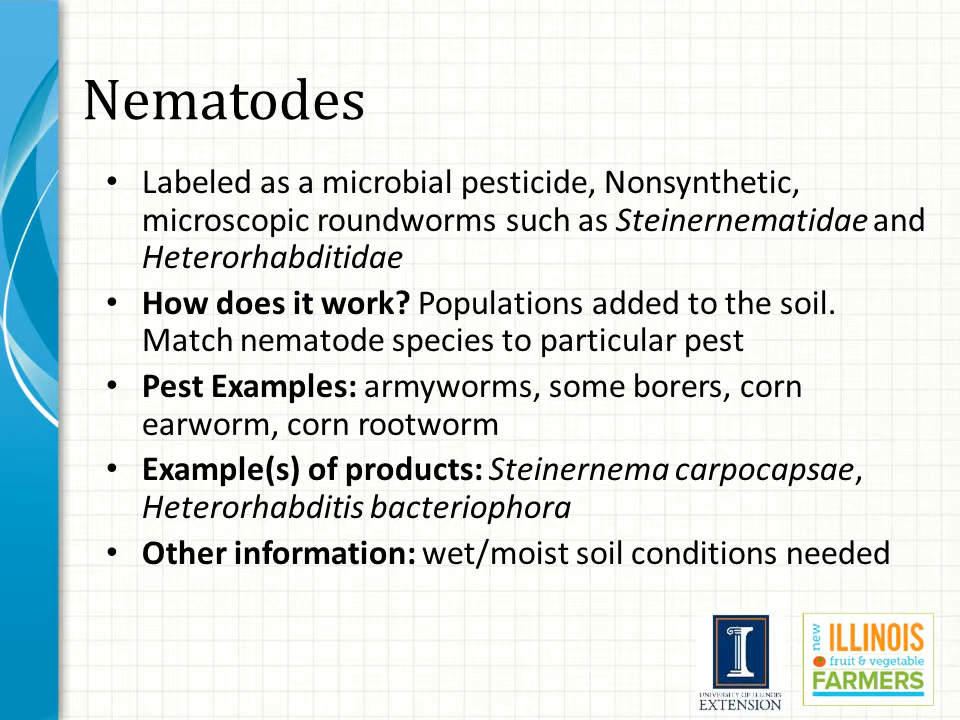 Nematodes
• Labeled as a microbial pesticide, Nonsynthetic,
microscopic roundworms such as Steinernematidae and
Heterorhabditidae
• How does it work? Populations added to the soil.
Match nematode species to particular pest
• Pest Examples: armyworms, some borers, corn
earworm, corn rootworm
• Example(s) of products: Steinernema carpocapsae,
Heterorhabditis bacteriophora
• Other information: wet/moist soil conditions needed
I
UNIVERSITY OF ILLINOIS
EXTENSION
new
ILLINOIS
fruit & vegetable
FARMERS